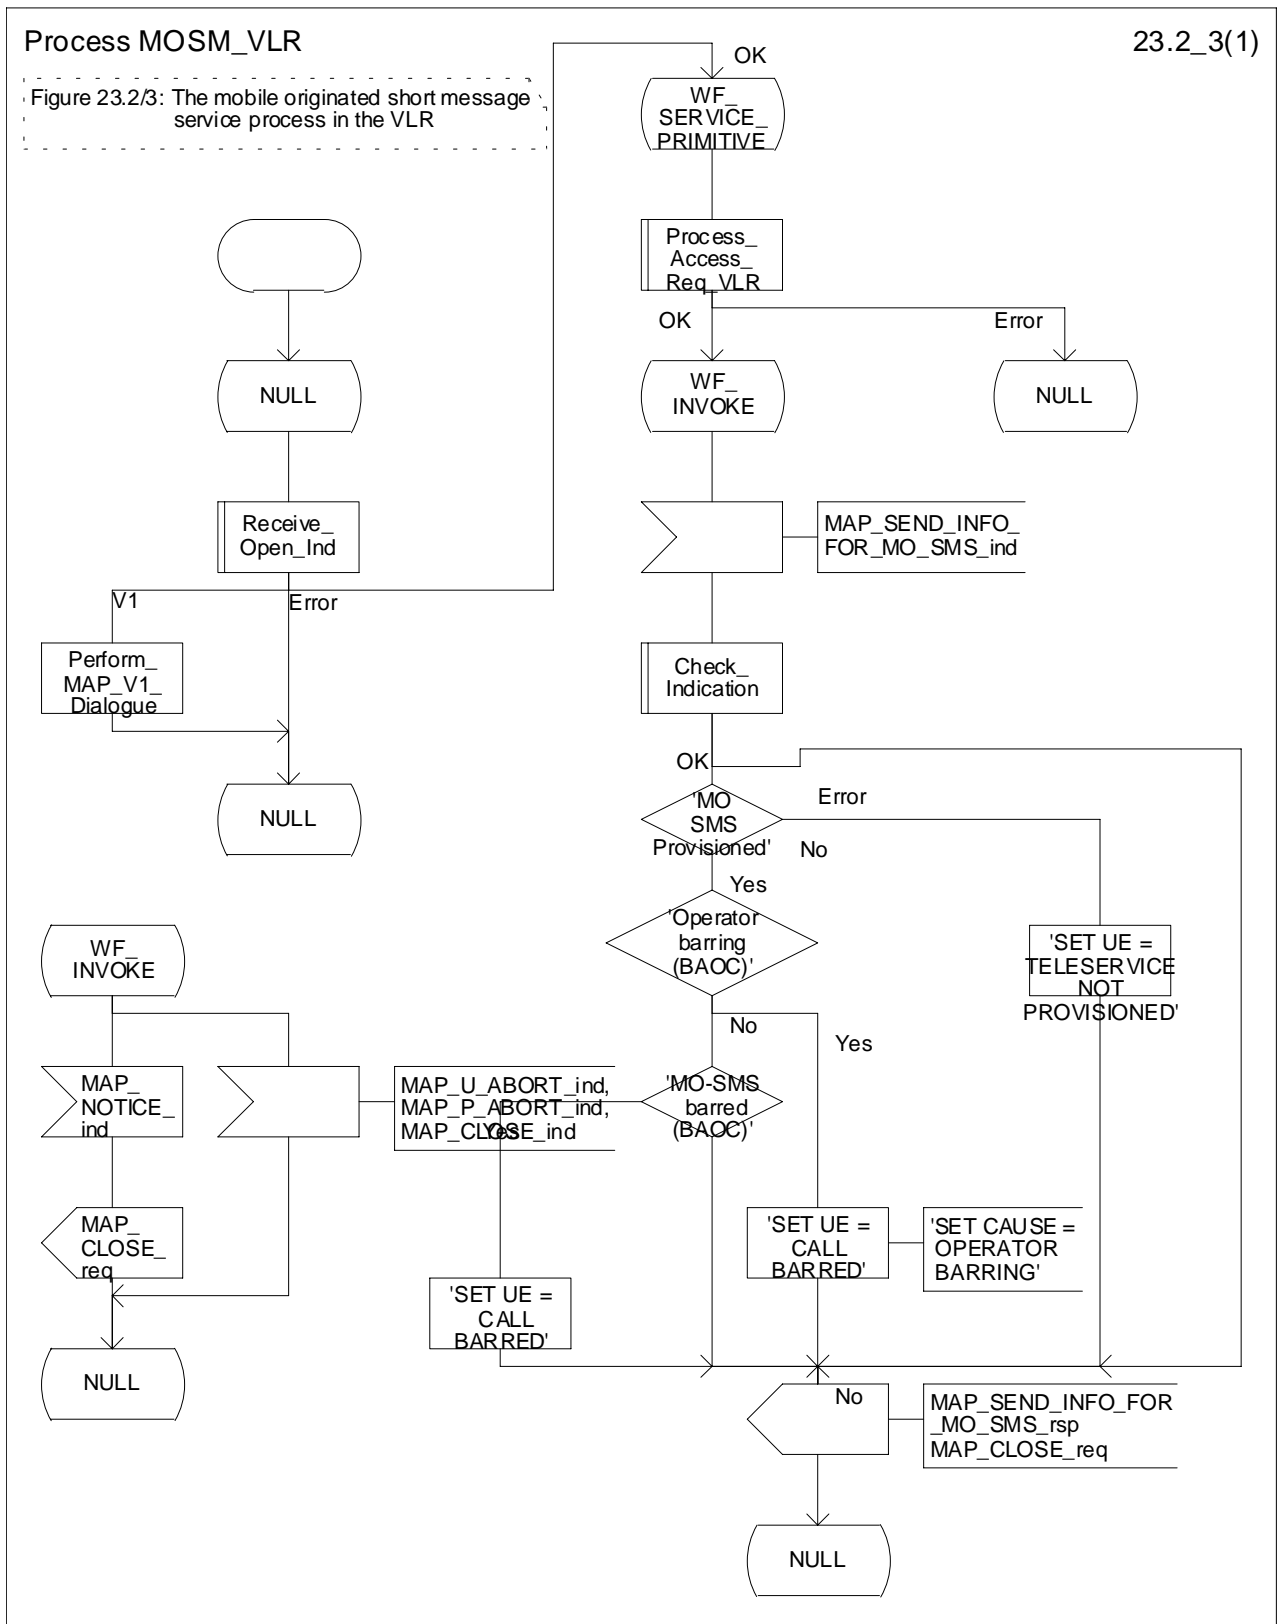 Process MOSM_VLR
23.2_3(1)
Figure 23.2/3: The mobile originated short message
service process in the VLR
OK
WF_
SERVICE_
PRIMITIVE
Process_
Access_
Req_VLR
OK
Error
NULL
WF_
INVOKE
NULL
Receive_
Open_Ind
MAP_SEND_INFO_
FOR_MO_SMS_ind
V1
Error
Perform_
MAP_V1_
Dialogue
Check_
Indication
OK
NULL
'MO
SMS
Provisioned'
Error
No
Yes
'Operator
barring
(BAOC)'
WF_
INVOKE
'SET UE =
TELESERVICE
NOT
PROVISIONED'
No
Yes
MAP_
NOTICE_
ind
MAP_U_ABORT_ind,
MAP_P_ABORT_ind,
MAP_CLOSE_ind
Yes
'MO-SMS
barred
(BAOC)'
MAP_
CLOSE_
req
'SET UE =
CALL
BARRED'
'SET CAUSE =
OPERATOR
BARRING'
'SET UE =
CALL
BARRED'
NULL
No
MAP_SEND_INFO_FOR
_MO_SMS_rsp
MAP_CLOSE_req
NULL